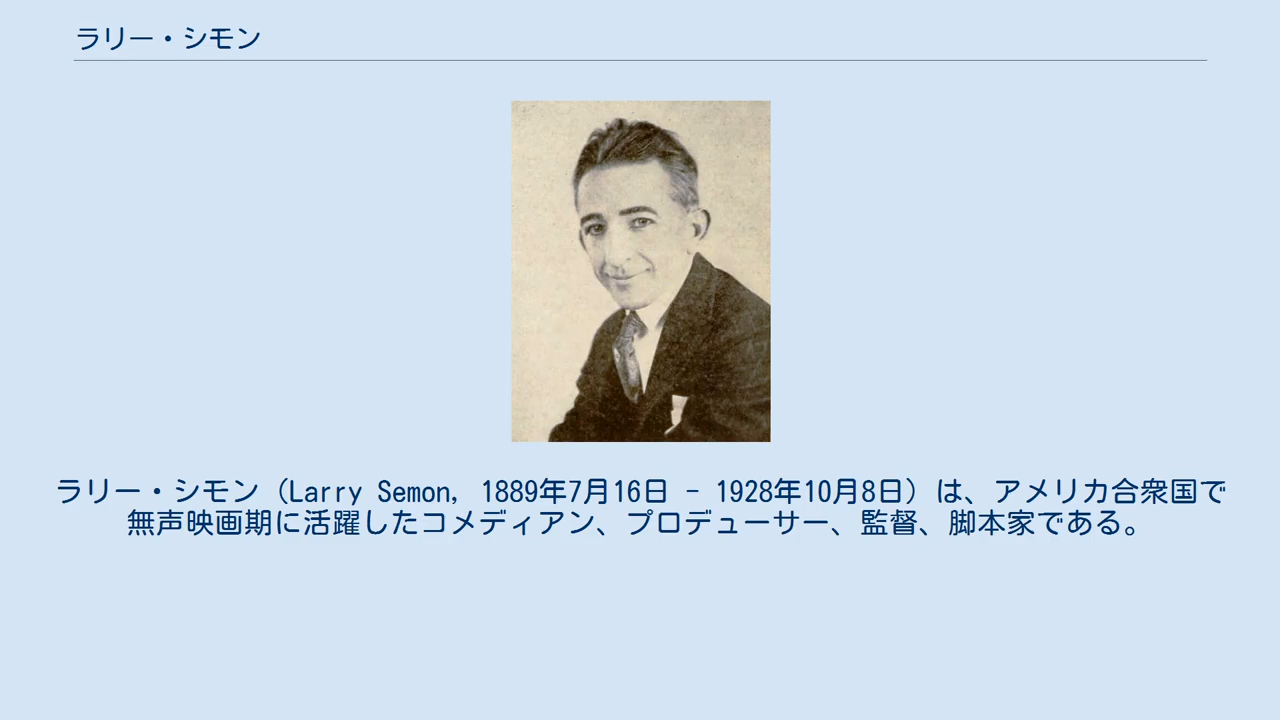 ラリー・シモン
ラリー・シモン（Larry Semon, 1889年7月16日 - 1928年10月8日）は、アメリカ合衆国で
無声映画期に活躍したコメディアン、プロデューサー、監督、脚本家である。